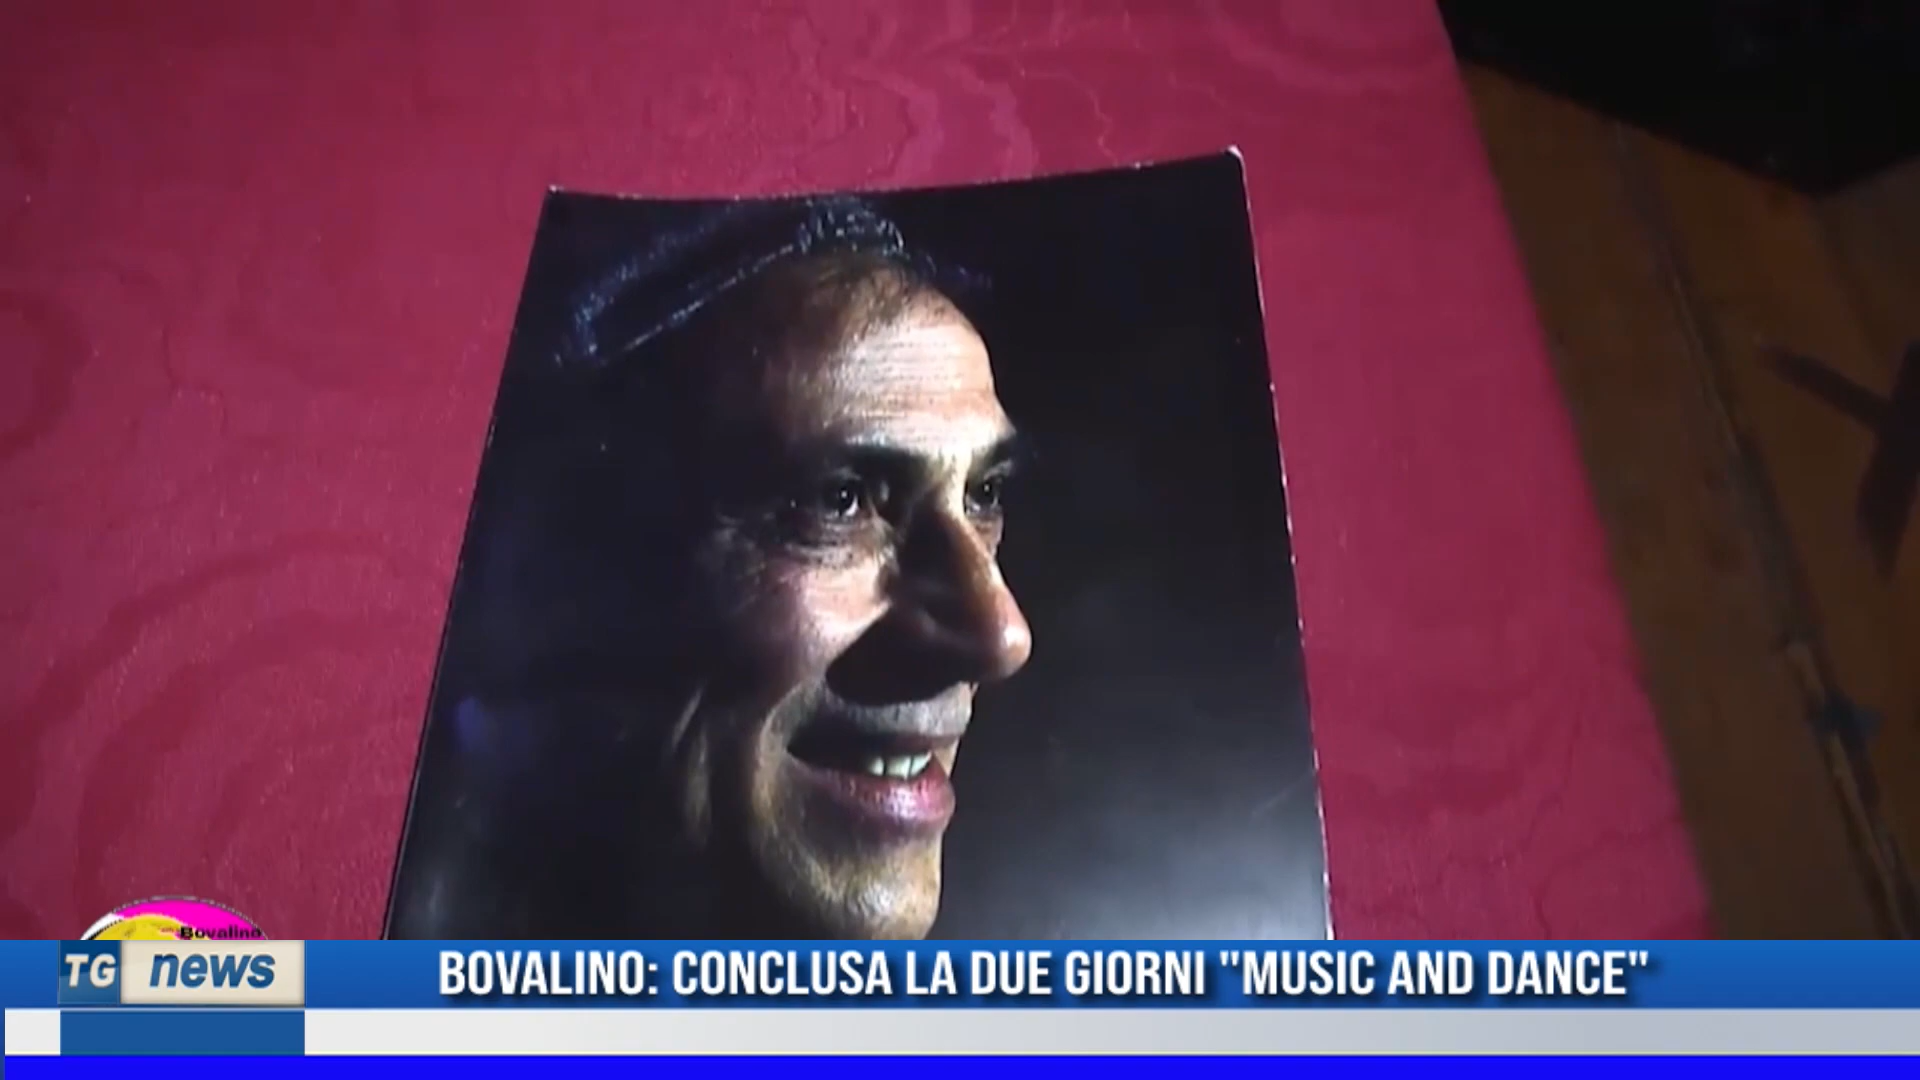 Bovalino
TG news
BOVALINO: CONCLUSA LA DUE GIORNI "MUSIC AND DANCE"